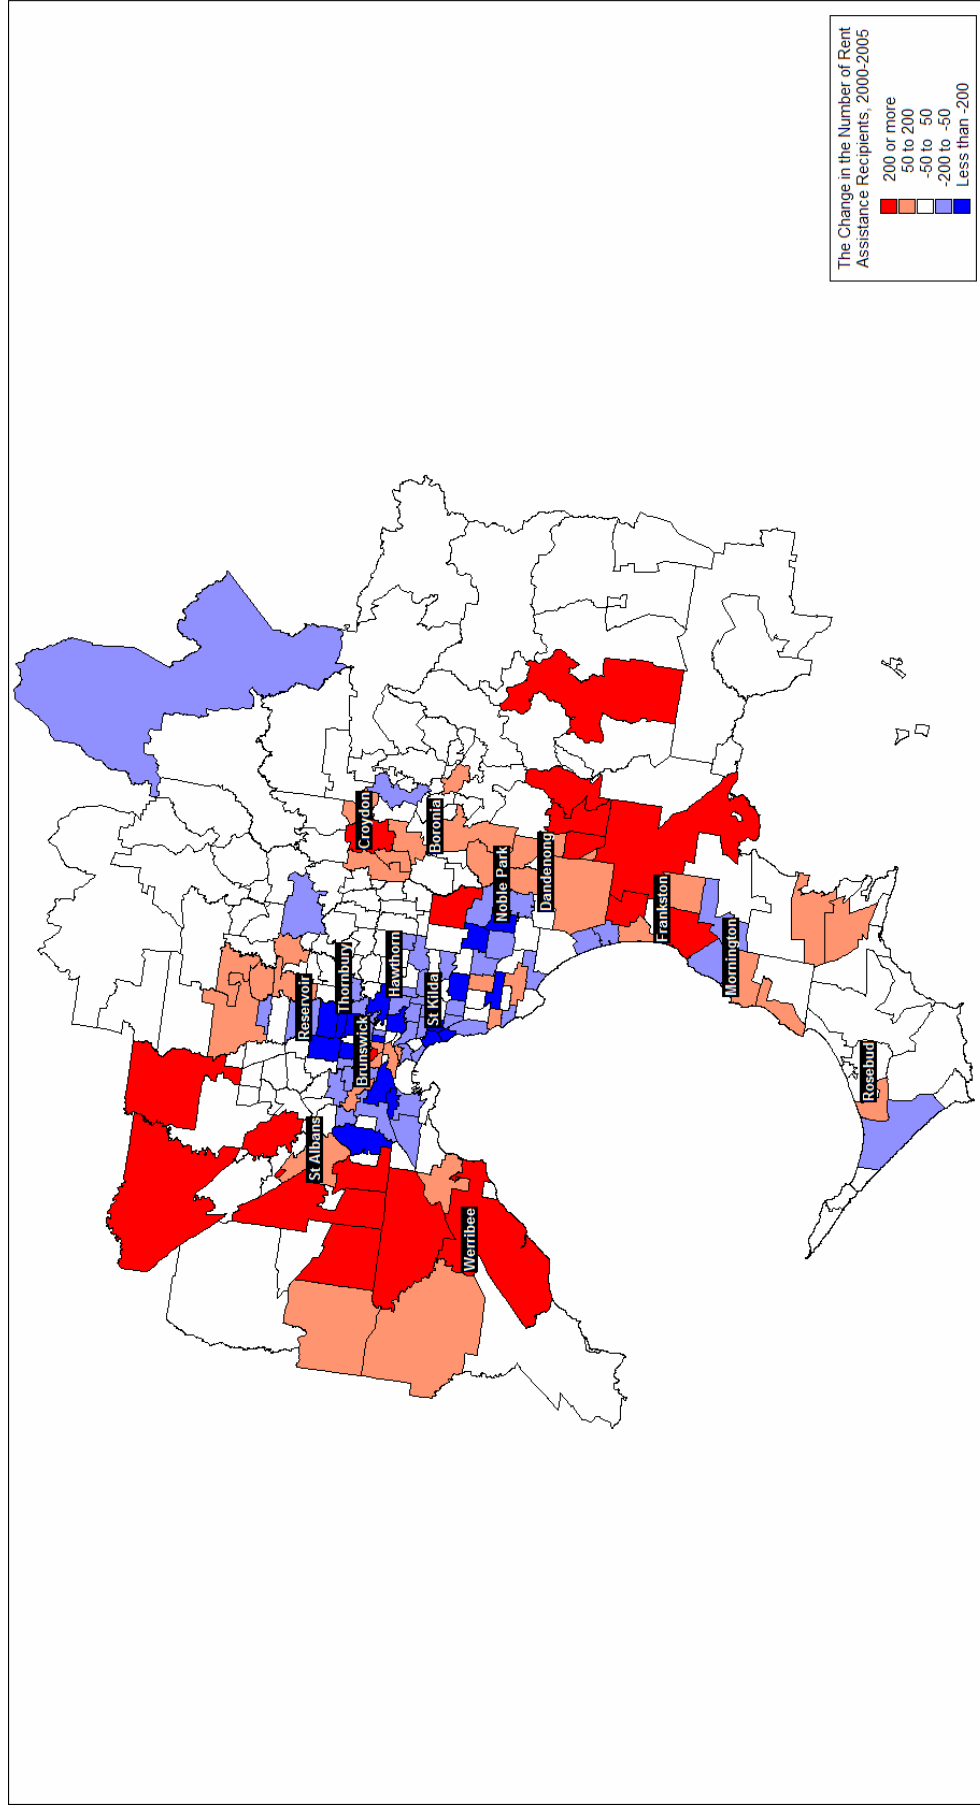 The Change in the Number of Rent
Assistance Recipients, 2000-2005
200 or more
50 to 200
-50 to 50
-200 to -50
Less than -200
Croydon
Boronia
Noble Park
Dandenong
Frankston
Mornington
Reservoir
Thornbury
Hawthorn
St Kilda
Brunswick
Rosebud
St Albans
Werribee